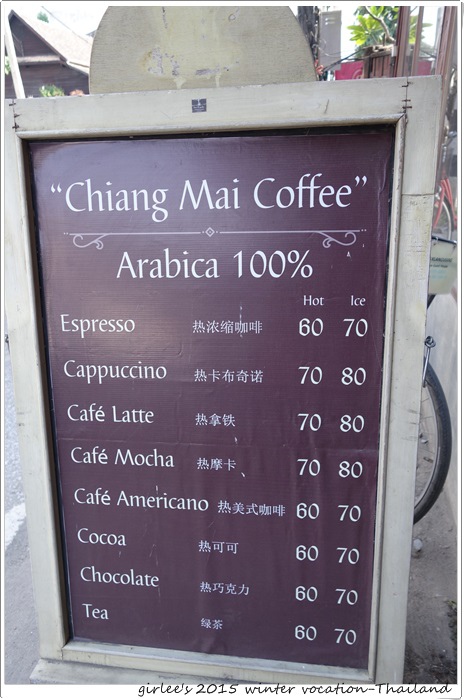 “Chiang Mai Coffee”
Arabica 100%
Hot Ice
Espresso 热浓缩咖啡 60 70
Cappuccino 热卡布奇诺 70 80
Café Latte 热拿铁 70 80
Café Mocha 热摩卡 70 80
Café Americano 热美式咖啡 60 70
Cocoa 热可可 60 70
Chocolate 热巧克力 60 70
Tea 绿茶 60 70
girlee's 2015 winter vocation-Thailand